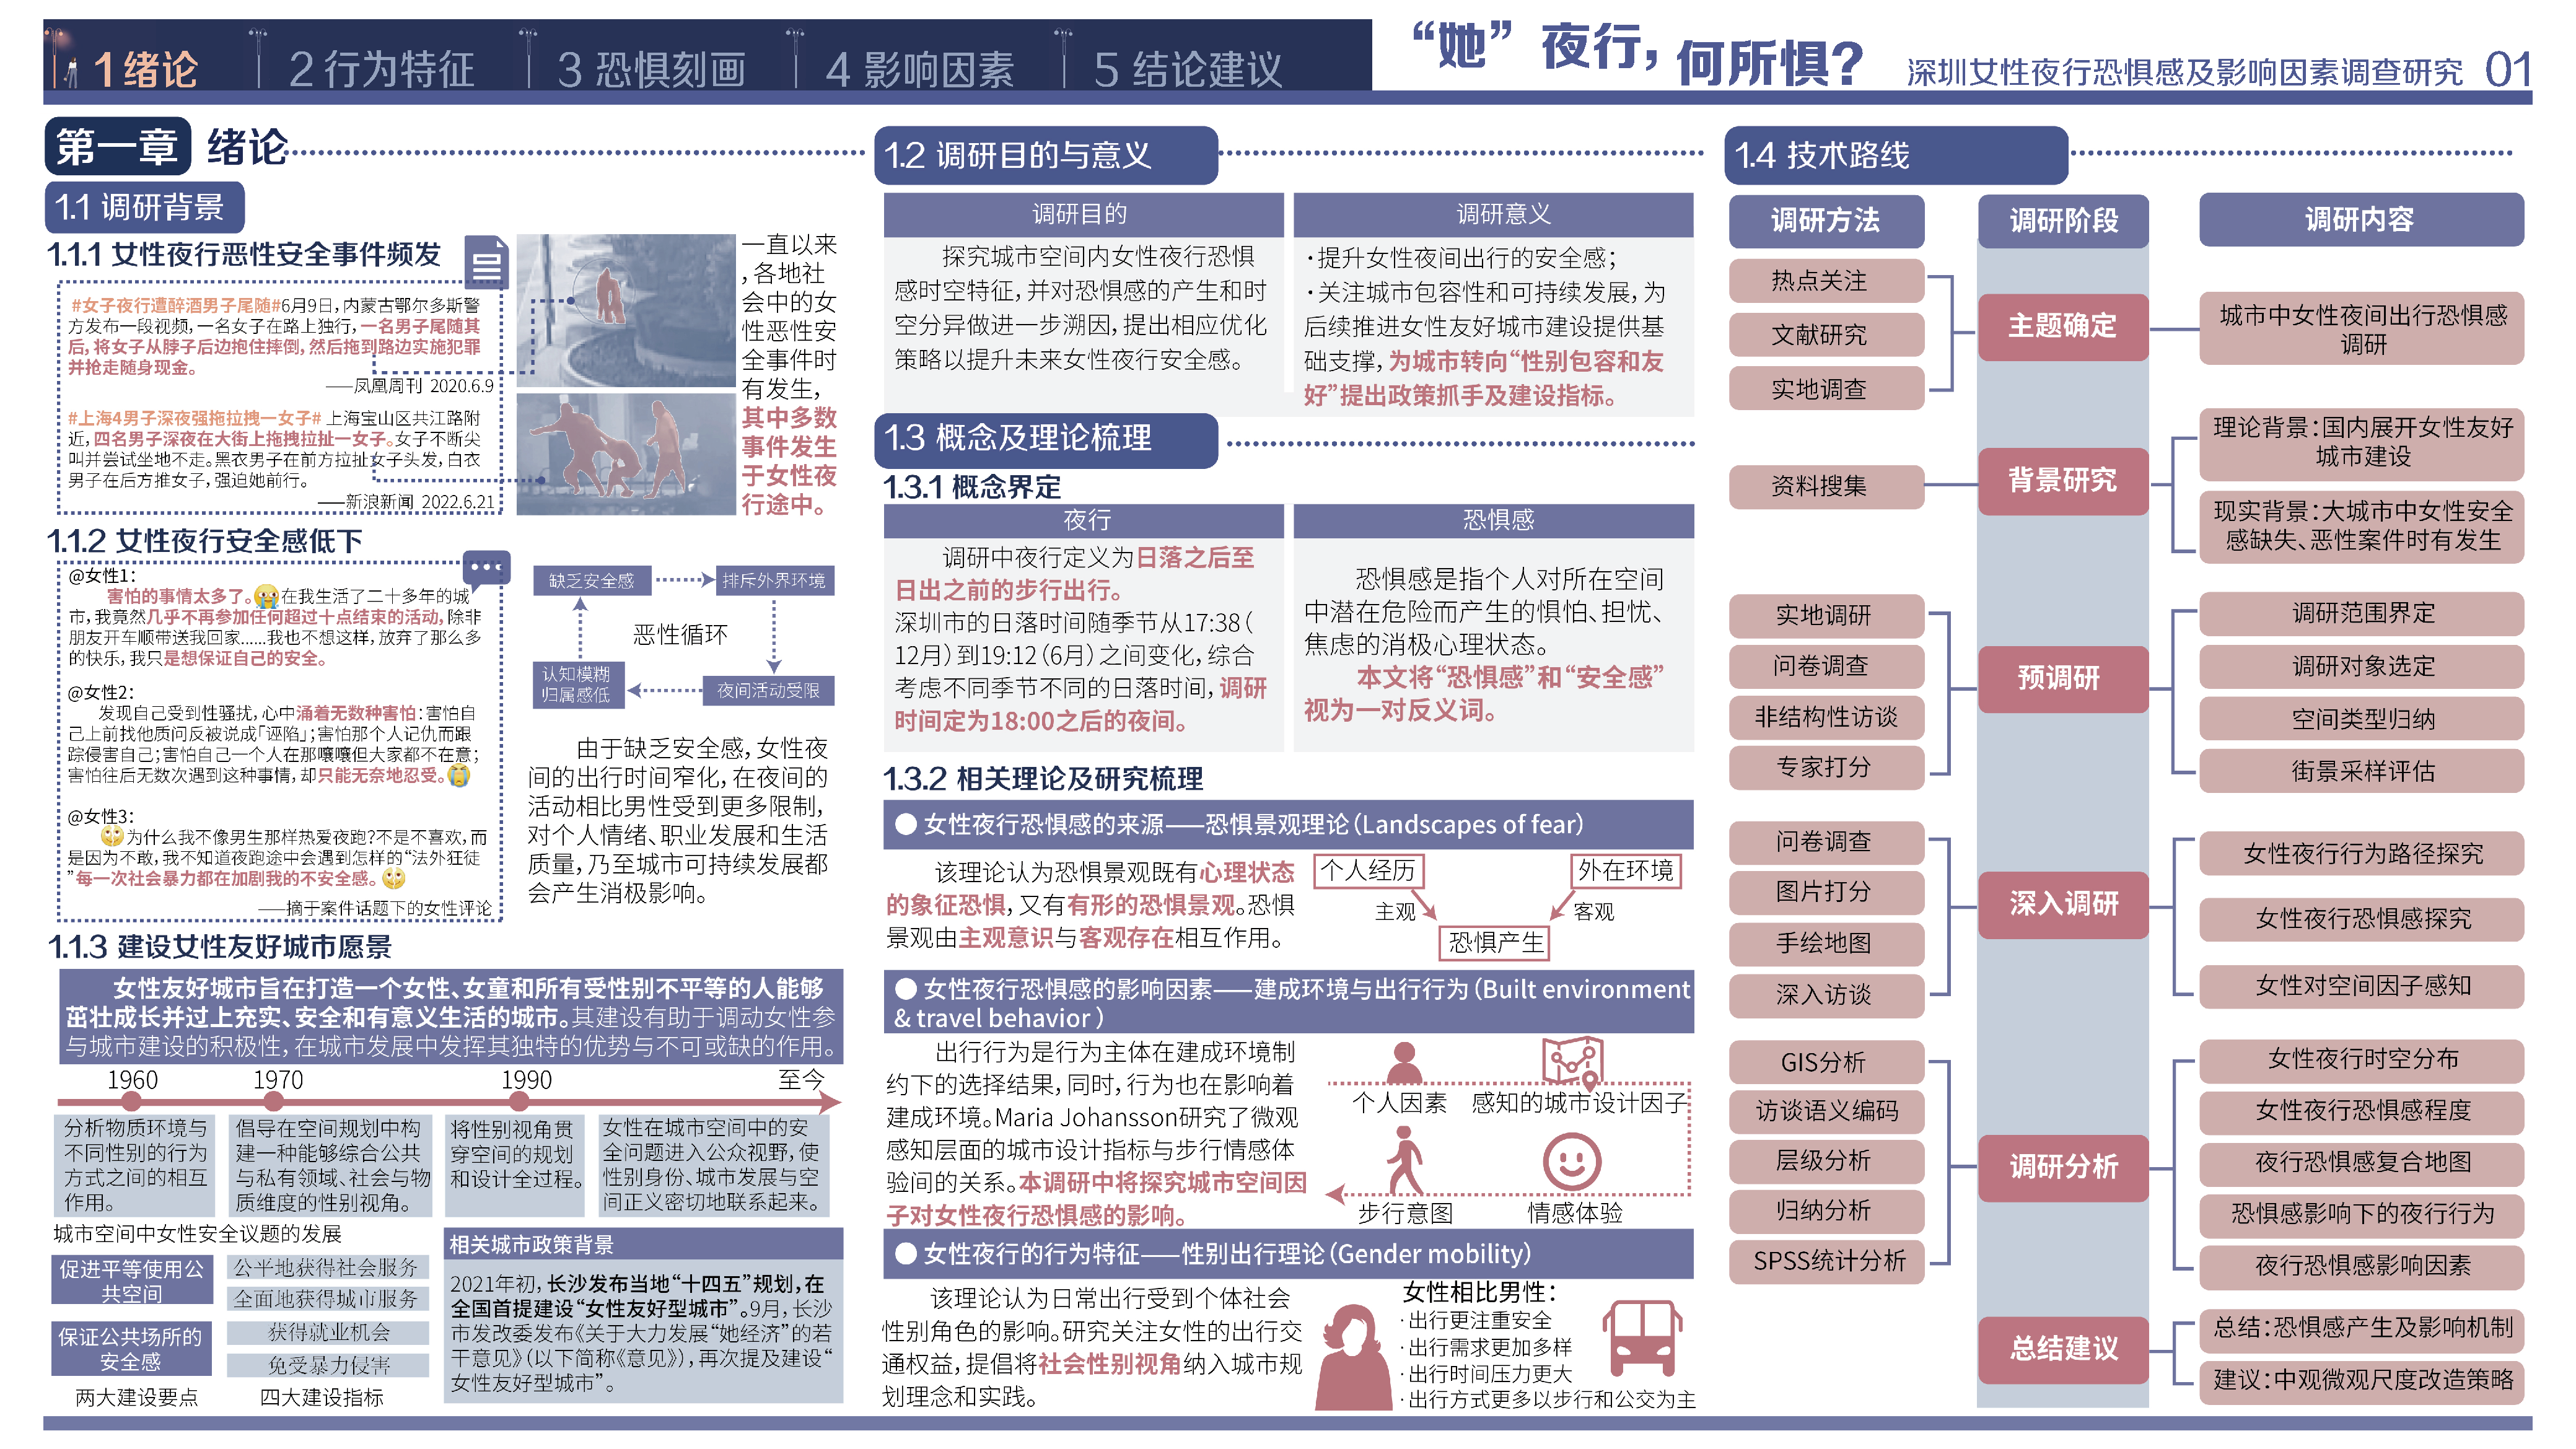 1 绪论
2 行为特征
3 恐惧刻画
4 影响因素
5 结论建议
“她”夜行，何所惧？
深圳女性夜行恐惧感及影响因素调查研究 01
第一章 绪论
1.1 调研背景
1.1.1 女性夜行恶性安全事件频发
#女子夜行遭醉酒男子尾随#6月9日，内蒙古鄂尔多斯警
方发布一段视频，一名女子在路上独行，一名男子尾随其
后，将女子从脖子后边抱住摔倒，然后拖到路边实施犯罪
并抢走随身现金。
——凤凰周刊 2020.6.9
#上海4男子深夜强拖拉拽一女子# 上海宝山区共江路附
近，四名男子深夜在大街上拖拽拉扯一女子。女子不断尖
叫并尝试坐地不走。黑衣男子在前方拉扯女子头发，白衣
男子在后方推女子，强迫她前行。
——新浪新闻 2022.6.21
一直以来
，各地社
会中的女
性恶性安
全事件时
有发生，
其中多数
事件发生
于女性夜
行途中。
1.1.2 女性夜行安全感低下
@女性1：
害怕的事情太多了。在我生活了二十多年的城
市，我竟然几乎不再参加任何超过十点结束的活动，除非
朋友开车顺带送我回家......我也不想这样，放弃了那么多
的快乐，我只是想保证自己的安全。
@女性2：
发现自己受到性骚扰，心中涌着无数种害怕：害怕自
己上前找他质问反被说成「诬陷」；害怕那个人记仇而跟
踪侵害自己；害怕自己一个人在那嚷嚷但大家都不在意；
害怕往后无数次遇到这种事情，却只能无奈地忍受。
@女性3：
为什么我不像男生那样热爱夜跑？不是不喜欢，而
是因为不敢，我不知道夜跑途中会遇到怎样的“法外狂徒
”每一次社会暴力都在加剧我的不安全感。
——摘于案件话题下的女性评论
缺乏安全感
排斥外界环境
恶性循环
认知模糊
归属感低
夜间活动受限
由于缺乏安全感，女性夜
间的出行时间窄化，在夜间的
活动相比男性受到更多限制，
对个人情绪、职业发展和生活
质量，乃至城市可持续发展都
会产生消极影响。
1.1.3 建设女性友好城市愿景
女性友好城市旨在打造一个女性、女童和所有受性别不平等的人能够
茁壮成长并过上充实、安全和有意义生活的城市。其建设有助于调动女性参
与城市建设的积极性，在城市发展中发挥其独特的优势与不可或缺的作用。
1960
1970
1990
至今
分析物质环境与
不同性别的行为
方式之间的相互
作用。
倡导在空间规划中构
建一种能够综合公共
与私有领域、社会与物
质维度的性别视角。
将性别视角贯
穿空间的规划
和设计全过程。
女性在城市空间中的安
全问题进入公众视野，使
性别身份、城市发展与空
间正义密切地联系起来。
城市空间中女性安全议题的发展
促进平等使用公
共空间
保证公共场所的
安全感
两大建设要点
公平地获得社会服务
全面地获得城市服务
获得就业机会
免受暴力侵害
四大建设指标
相关城市政策背景
2021年初，长沙发布当地“十四五”规划，在
全国首提建设“女性友好型城市”。9月，长沙
市发改委发布《关于大力发展“她经济”的若
干意见》（以下简称《意见》），再次提及建设“
女性友好型城市”。
1.2 调研目的与意义
调研目的
探究城市空间内女性夜行恐惧
感时空特征，并对恐惧感的产生和时
空分异做进一步溯因，提出相应优化
策略以提升未来女性夜行安全感。
调研意义
·提升女性夜间出行的安全感；
·关注城市包容性和可持续发展，为
后续推进女性友好城市建设提供基
础支撑，为城市转向“性别包容和友
好”提出政策抓手及建设指标。
1.3 概念及理论梳理
1.3.1 概念界定
夜行
调研中夜行定义为日落之后至
日出之前的步行出行。
深圳市的日落时间随季节从17:38（
12月）到19:12（6月）之间变化，综合
考虑不同季节不同的日落时间，调研
时间定为18:00之后的夜间。
恐惧感
恐惧感是指个人对所在空间
中潜在危险而产生的惧怕、担忧、
焦虑的消极心理状态。
本文将“恐惧感”和“安全感”
视为一对反义词。
1.3.2 相关理论及研究梳理
● 女性夜行恐惧感的来源——恐惧景观理论（Landscapes of fear）
该理论认为恐惧景观既有心理状态
的象征恐惧，又有有形的恐惧景观。恐惧
景观由主观意识与客观存在相互作用。
个人经历
外在环境
主观
客观
恐惧产生
● 女性夜行恐惧感的影响因素——建成环境与出行行为（Built environment
& travel behavior ）
出行行为是行为主体在建成环境制
约下的选择结果，同时，行为也在影响着
建成环境。Maria Johansson研究了微观
感知层面的城市设计指标与步行情感体
验间的关系。本调研中将探究城市空间因
子对女性夜行恐惧感的影响。
个人因素
感知的城市设计因子
步行意图
情感体验
● 女性夜行的行为特征——性别出行理论（Gender mobility）
该理论认为日常出行受到个体社会
性别角色的影响。研究关注女性的出行交
通权益，提倡将社会性别视角纳入城市规
划理念和实践。
女性相比男性：
·出行更注重安全
·出行需求更加多样
·出行时间压力更大
·出行方式更多以步行和公交为主
1.4 技术路线
调研方法
调研阶段
调研内容
热点关注
文献研究
实地调查
主题确定
城市中女性夜间出行恐惧感
调研
资料搜集
背景研究
理论背景：国内展开女性友好
城市建设
现实背景：大城市中女性安全
感缺失、恶性案件时有发生
实地调研
问卷调查
非结构性访谈
专家打分
预调研
调研范围界定
调研对象选定
空间类型归纳
街景采样评估
问卷调查
图片打分
手绘地图
深入访谈
深入调研
女性夜行行为路径探究
女性夜行恐惧感探究
女性对空间因子感知
GIS分析
访谈语义编码
层级分析
归纳分析
SPSS统计分析
调研分析
女性夜行时空分布
女性夜行恐惧感程度
夜行恐惧感复合地图
恐惧感影响下的夜行行为
夜行恐惧感影响因素
总结建议
总结：恐惧感产生及影响机制
建议：中观微观尺度改造策略